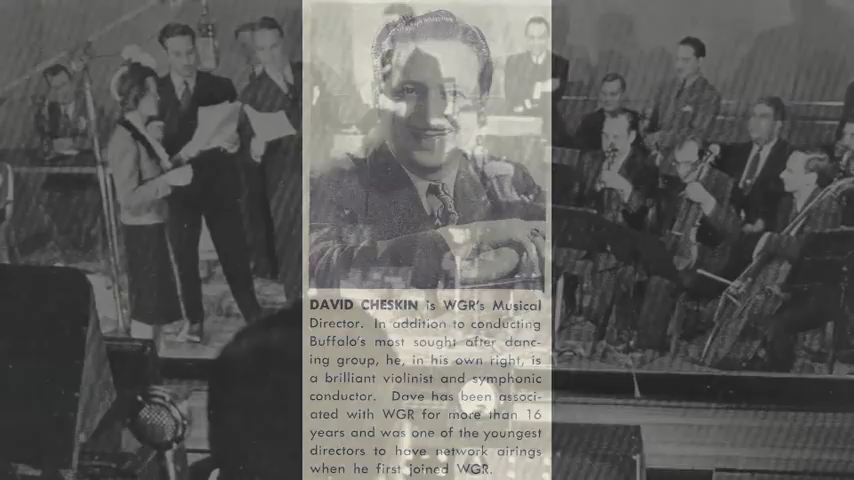 DAVID CHESKIN is WGR's Musical
Director. In addition to conducting
Buffalo's most sought after danc-
ing group, he, in his own right, is
a brilliant violinist and symphonic
conductor. Dave has been associ-
ated with WGR for more than 16
years and was one of the youngest
directors to have network airings
when he first joined WGR.